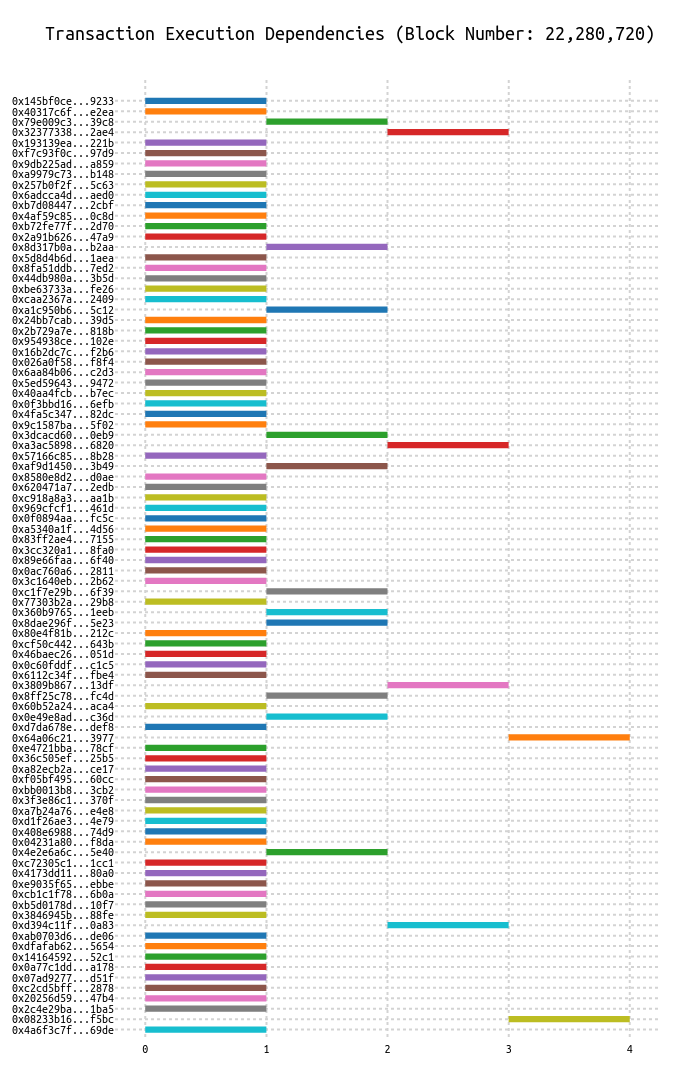 Transaction Execution Dependencies (Block Number: 22,280,720)
0x145bf0ce...9233
0x40317c6f...e2ea
0x79e009c3...39c8
0x32377338...2ae4
0x193139ea...221b
0xf7c93f0c...97d9
0x9db225ad...a859
0xa9979c73...b148
0x257b0f2f...5c63
0x6adcca4d...aed0
0xb7d08447...2cbf
0x4af59c85...0c8d
0xb72fe77f...2d70
0x2a91b626...47a9
0x8d317b0a...b2aa
0x5d8d4b6d...1aea
0x8fa51ddb...7ed2
0x44db980a...3b5d
0xbe63733a...fe26
0xcaa2367a...2409
0xa1c950b6...5c12
0x24bb7cab...39d5
0x2b729a7e...818b
0x954938ce...102e
0x16b2dc7c...f2b6
0x026a0f58...f8f4
0x6aa84b06...c2d3
0x5ed59643...9472
0x40aa4fcb...b7ec
0x0f3bbd16...6efb
0x4fa5c347...82dc
0x9c1587ba...5f02
0x3dcacd60...0eb9
0xa3ac5898...6820
0x57166c85...8b28
0xaf9d1450...3b49
0x8580e8d2...d0ae
0x620471a7...2edb
0xc918a8a3...aa1b
0x969cfcf1...461d
0x0f0894aa...fc5c
0xa5340a1f...4d56
0x83ff2ae4...7155
0x3cc320a1...8fa0
0x89e66faa...6f40
0x0ac760a6...2811
0x3c1640eb...2b62
0xc1f7e29b...6f39
0x77303b2a...29b8
0x360b9765...1eeb
0x8dae296f...5e23
0x80e4f81b...212c
0xcf50c442...643b
0x46baec26...051d
0x0c60fddf...c1c5
0x6112c34f...fbe4
0x3809b867...13df
0x8ff25c78...fc4d
0x60b52a24...aca4
0x0e49e8ad...c36d
0xd7da678e...def8
0x64a06c21...3977
0xe4721bba...78cf
0x36c505ef...25b5
0xa82ecb2a...ce17
0xf05bf495...60cc
0xbb0013b8...3cb2
0x3f3e86c1...370f
0xa7b24a76...e4e8
0xd1f26ae3...4e79
0x408e6988...74d9
0x04231a80...f8da
0x4e2e6a6c...5e40
0xc72305c1...1cc1
0x4173dd11...80a0
0xe9035f65...ebbe
0xcb1c1f78...6b0a
0xb5d0178d...10f7
0x3846945b...88fe
0xd394c11f...0a83
0xab0703d6...de06
0xdfafab62...5654
0x14164592...52c1
0x0a77c1dd...a178
0x07ad9277...d51f
0xc2cd5bff...2878
0x20256d59...47b4
0x2c4e29ba...1ba5
0x08233b16...f5bc
0x4a6f3c7f...69de
0 1 2 3 4